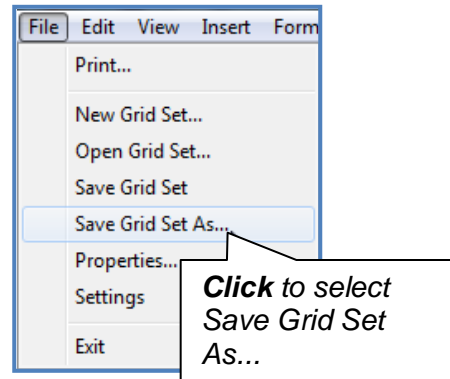 File Edit View Insert Form
Print...
New Grid Set...
Open Grid Set...
Save Grid Set
Save Grid Set As...
Properties...
Settings
Exit
Click to select
Save Grid Set
As...